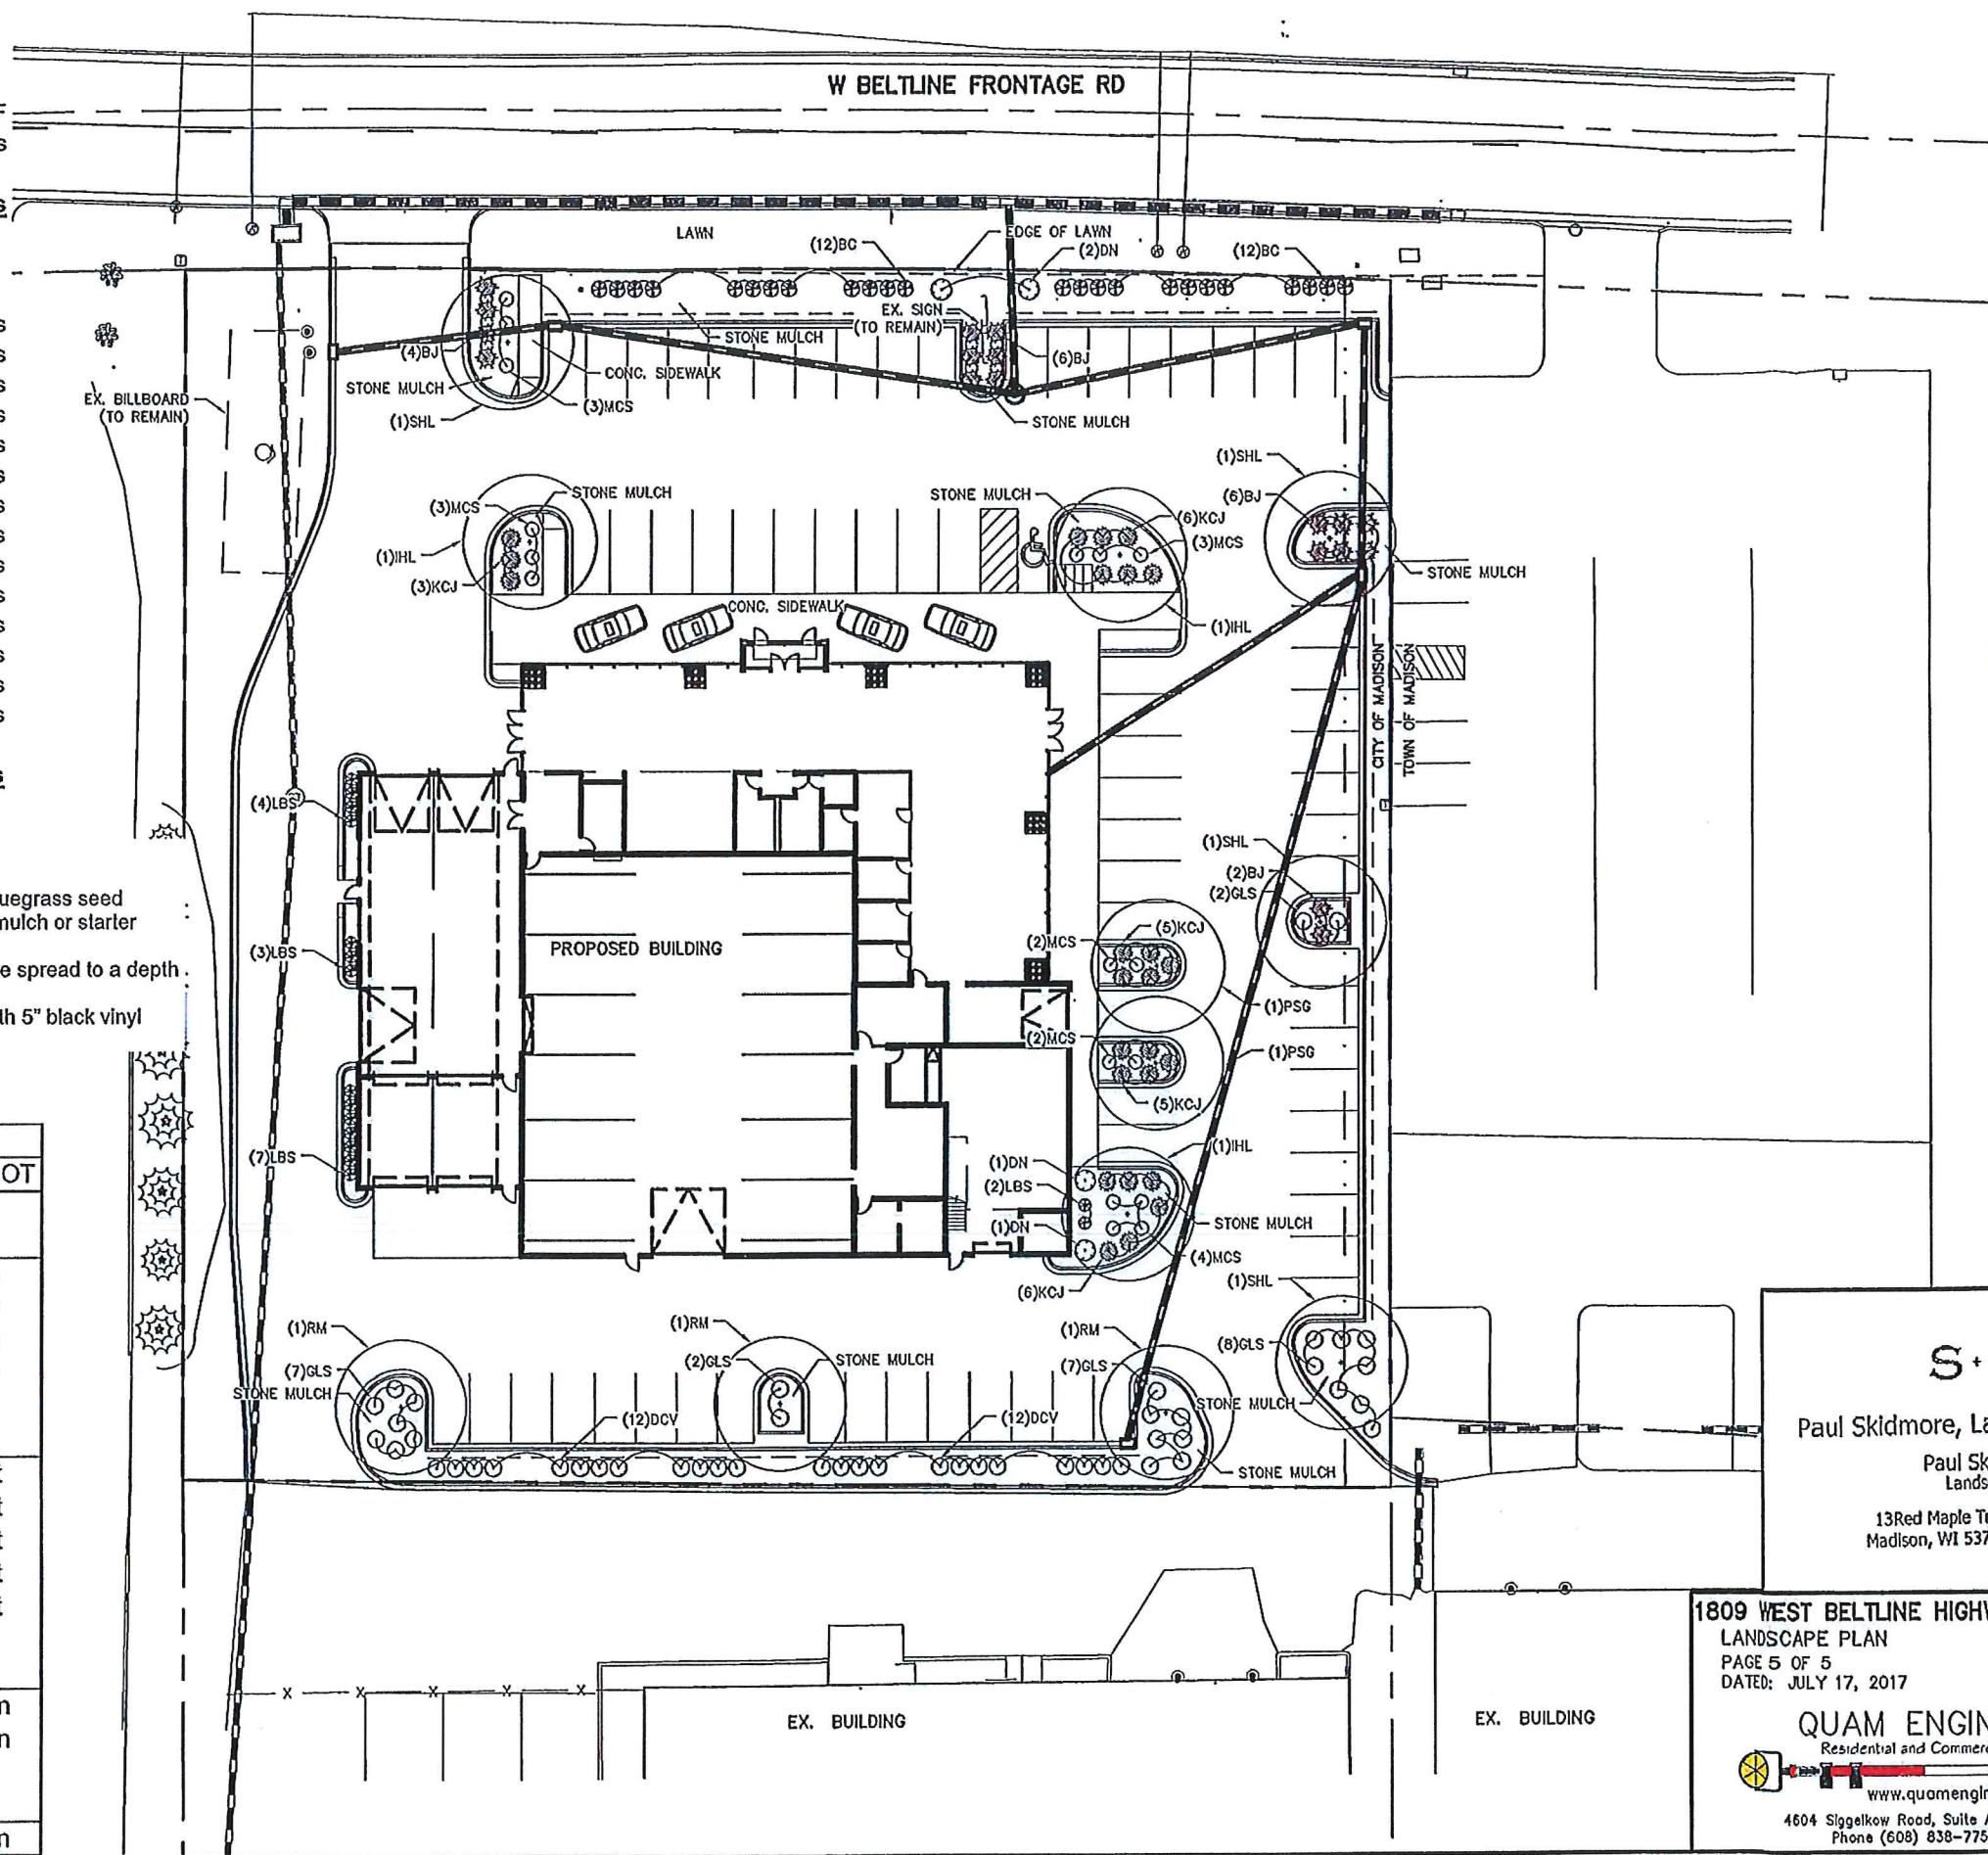 W BELTLINE FRONTAGE RD
LAWN
EDGE OF LAWN
(12)BC
(2)DN
(12)BC
EX. SIGN
(TO REMAIN)
STONE MULCH
(4)BJ
(6)BJ
CONC. SIDEWALK
STONE MULCH
EX. BILLBOARD
(TO REMAIN)
(3)MCS
(1)SHL
STONE MULCH
(1)SHL
STONE MULCH
STONE MULCH
(6)BJ
(3)MCS
(6)KCJ
(3)MCS
(1)IHL
STONE MULCH
(3)KCJ
CONC. SIDEWALK
(1)IHL
CITY OF MADISON
TOWN OF MADISON
(4)LBS
(1)SHL
(2)BJ
(2)GLS
uegrass seed
mulch or starter
(3)LBS
PROPOSED BUILDING
(2)MCS
(5)KCJ
e spread to a depth
(1)PSG
th 5" black vinyl
(2)MCS
(1)PSG
(5)KCJ
(7)LBS
(1)IHL
OT
(1)DN
(2)LBS
(1)DN
STONE MULCH
(4)MCS
(6)KCJ
(1)SHL
(1)RM
(1)RM
(1)RM
(8)GLS
(7)GLS
(2)GLS
STONE MULCH
(7)GLS
STONE MULCH
STONE MULCH
(12)DCV
(12)DCV
STONE MULCH
S+
Paul Skidmore, La
Paul Sk
Lands
13Red Maple Tr
Madison, WI 537
EX. BUILDING
EX. BUILDING
1809 WEST BELTLINE HIGHW
LANDSCAPE PLAN
PAGE 5 OF 5
DATED: JULY 17, 2017
QUAM ENGIN
Residential and Commerc
www.quamengin
4604 Siggelkow Road, Suite A
Phone (608) 838-775